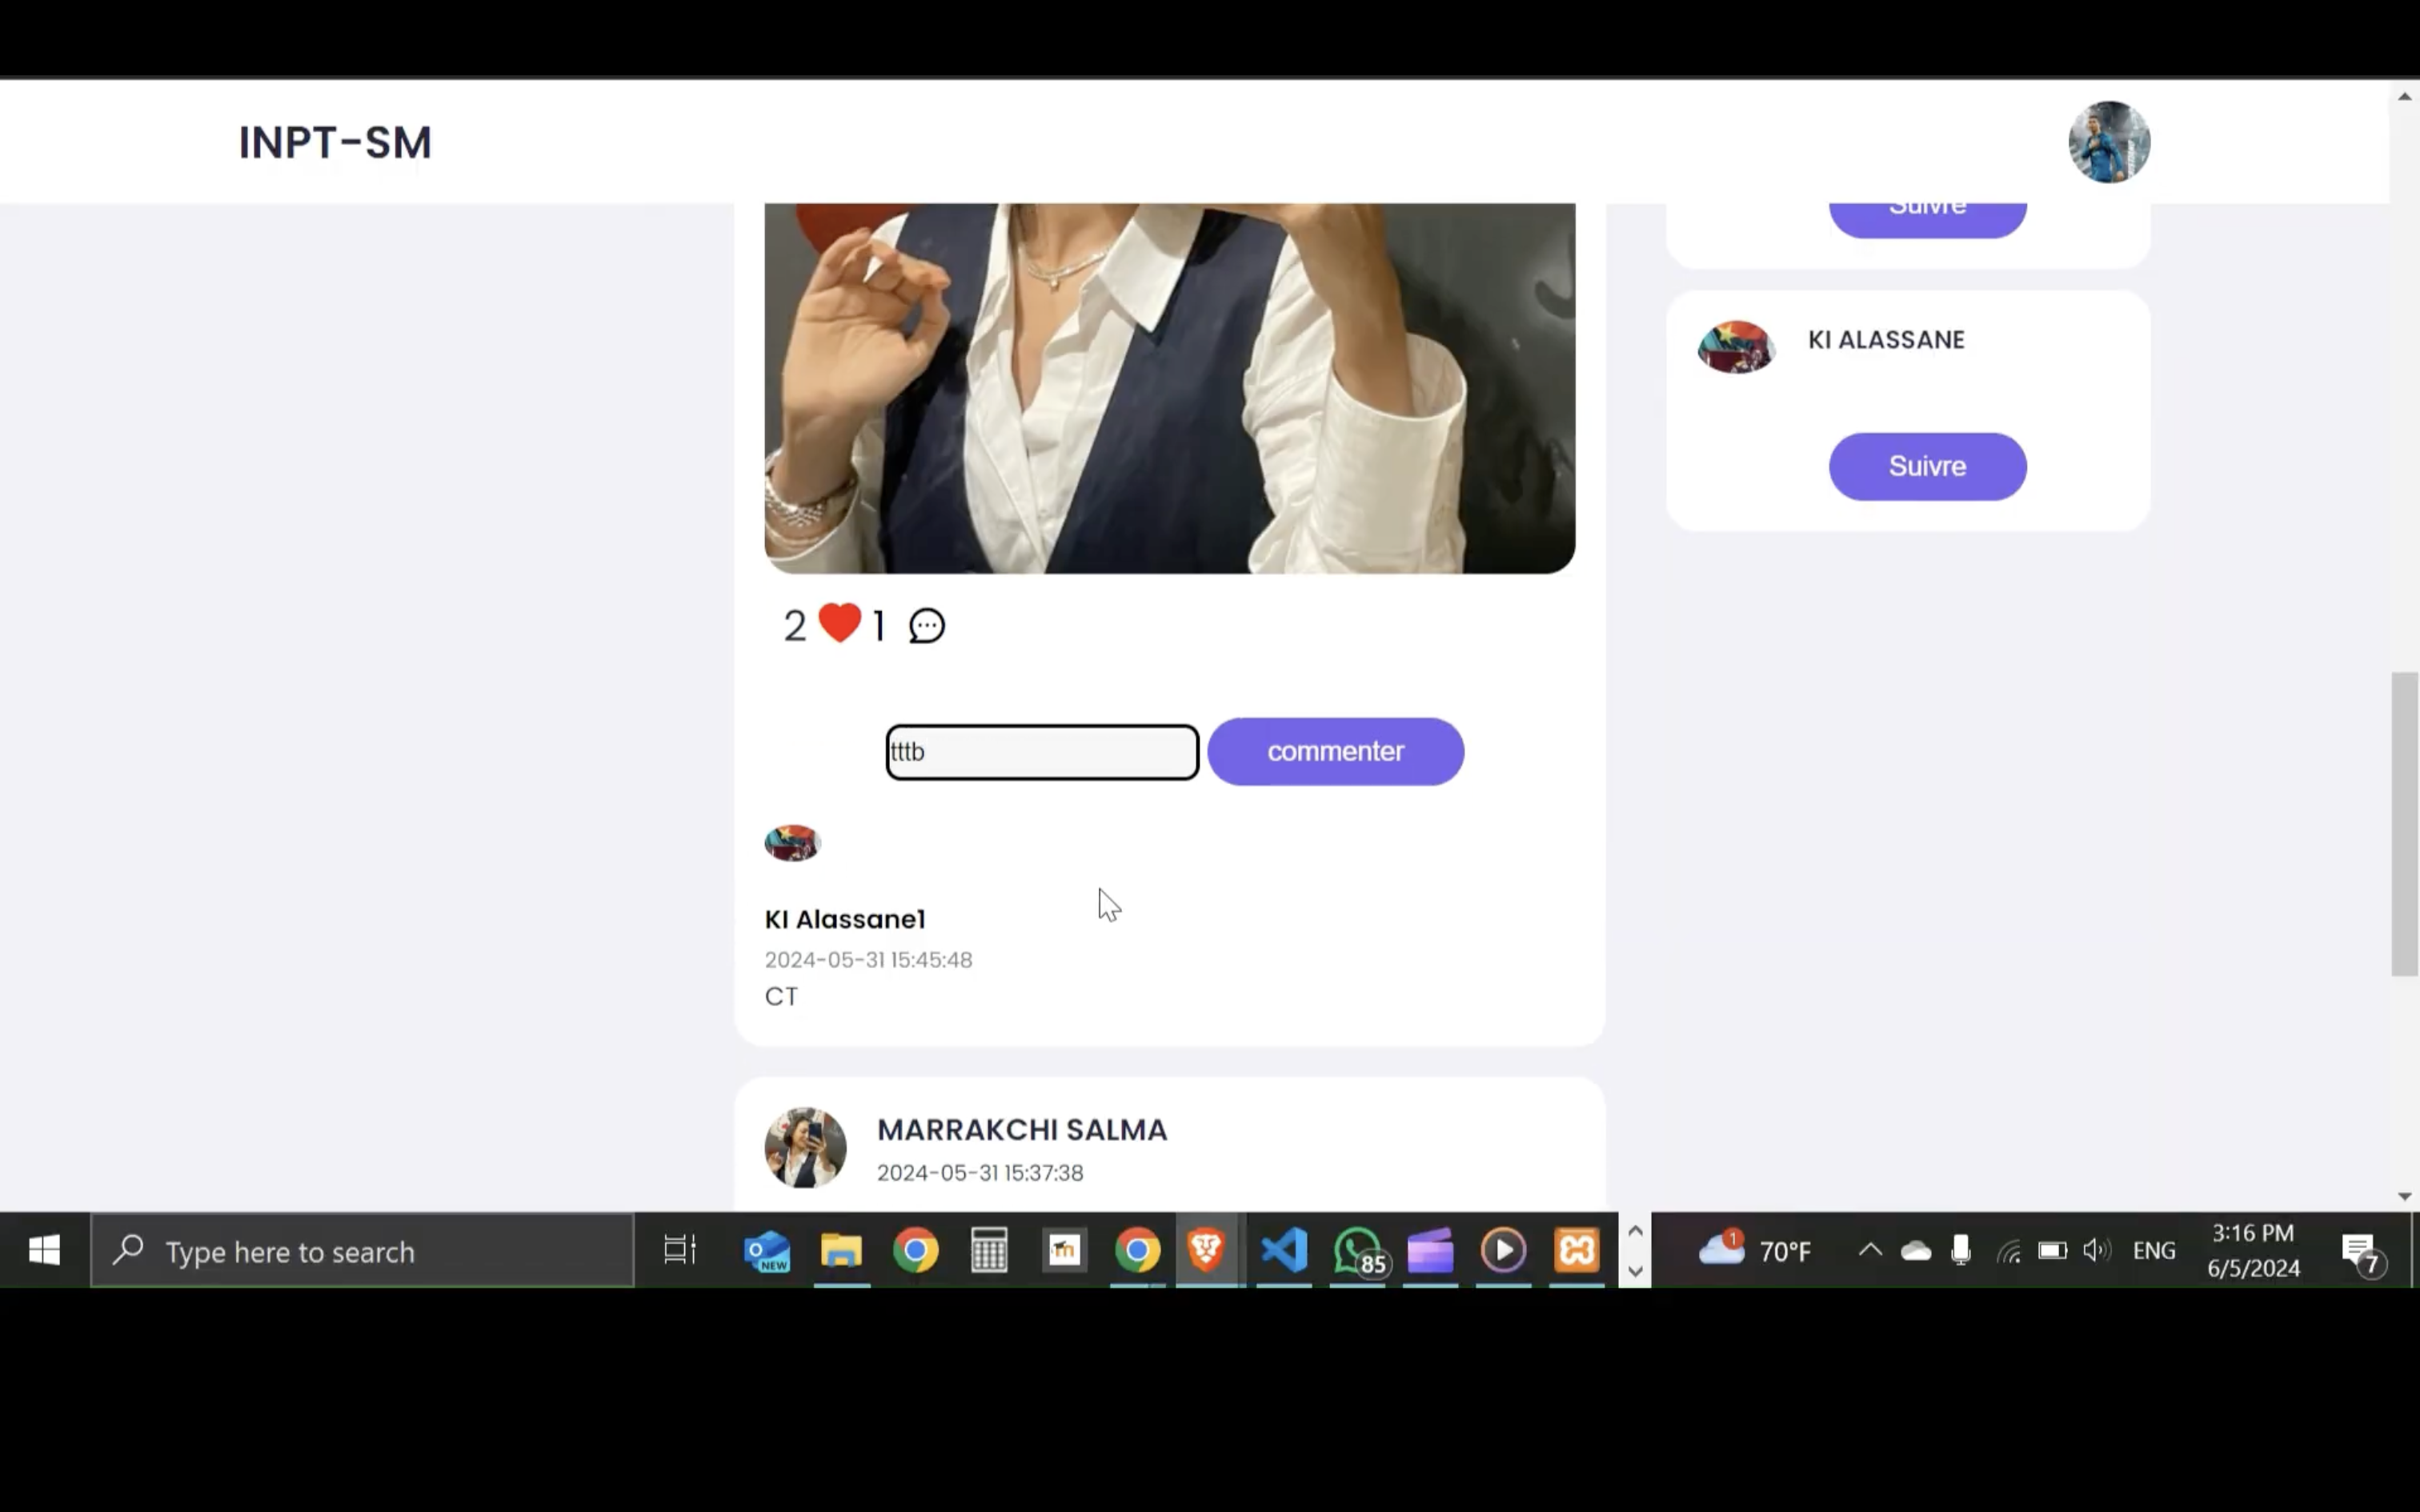 INPT-SM
Suivre
KI ALASSANE
Suivre
2 1
tttb
commenter
KI Alassane1
2024-05-31 15:45:48
CT
MARRAKCHI SALMA
2024-05-31 15:37:38
Type here to search
NEW
85
1
70°F
ENG
3:16 PM
6/5/2024
7